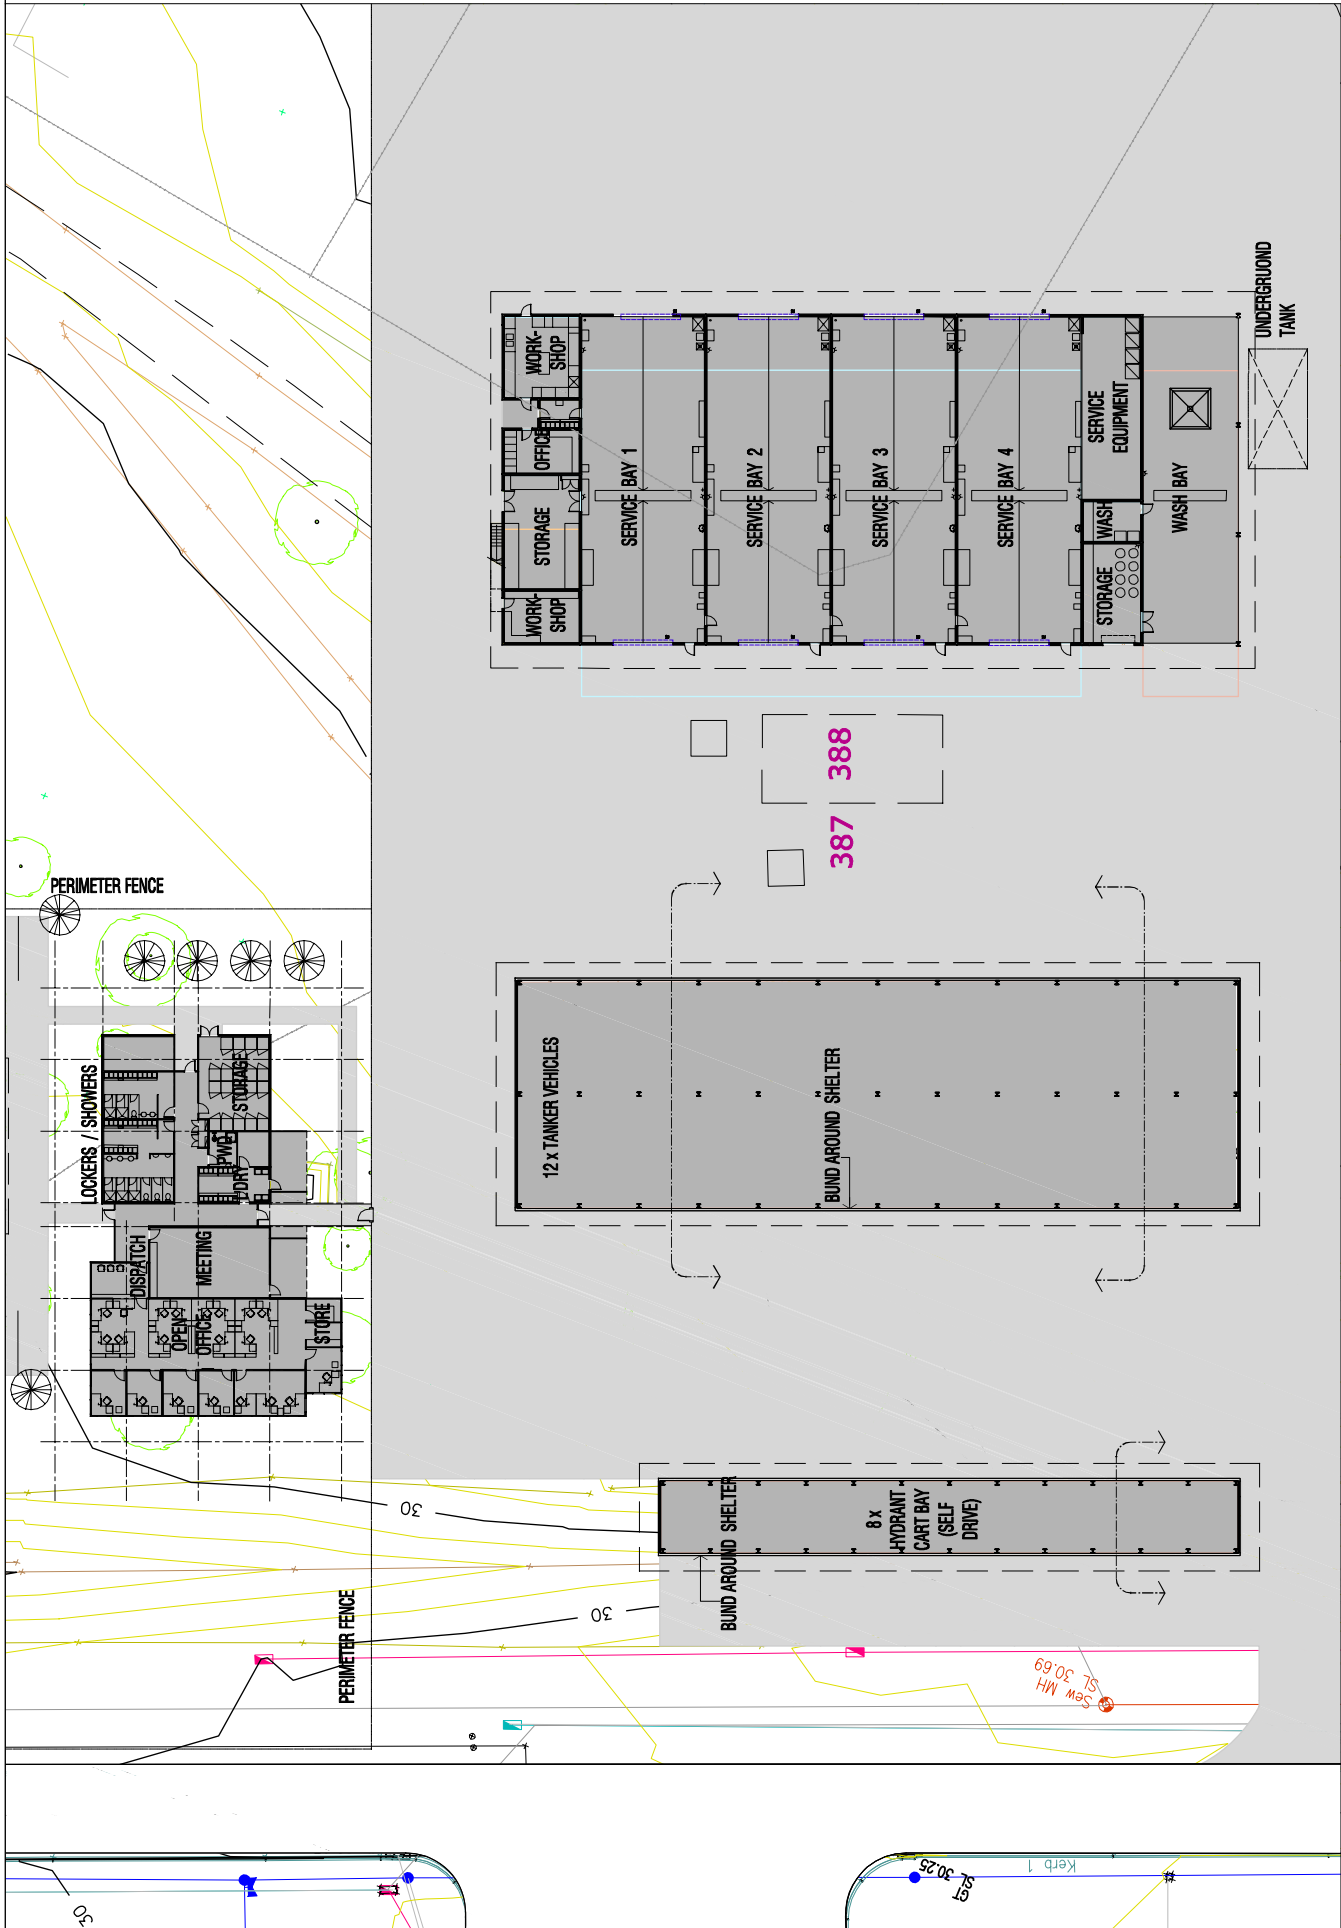 UNDERGRUOND
TANK
WORK-
SHOP
OFFICE
STORAGE
WORK-
SHOP
SERVICE BAY 1
SERVICE BAY 2
SERVICE BAY 3
SERVICE BAY 4
SERVICE
EQUIPMENT
WASH
STORAGE
WASH BAY
388
387
PERIMETER FENCE
LOCKERS / SHOWERS
STORAGE
PWD
DRY
DISPATCH
MEETING
OPEN
OFFICE
STORE
12 x TANKER VEHICLES
BUND AROUND SHELTER
BUND AROUND SHELTER
8 x
HYDRANT
CART BAY
(SELF
DRIVE)
30
30
PERIMETER FENCE
Sew MH
SL 30.69
GT
SL 30.25
Kerb 1
30